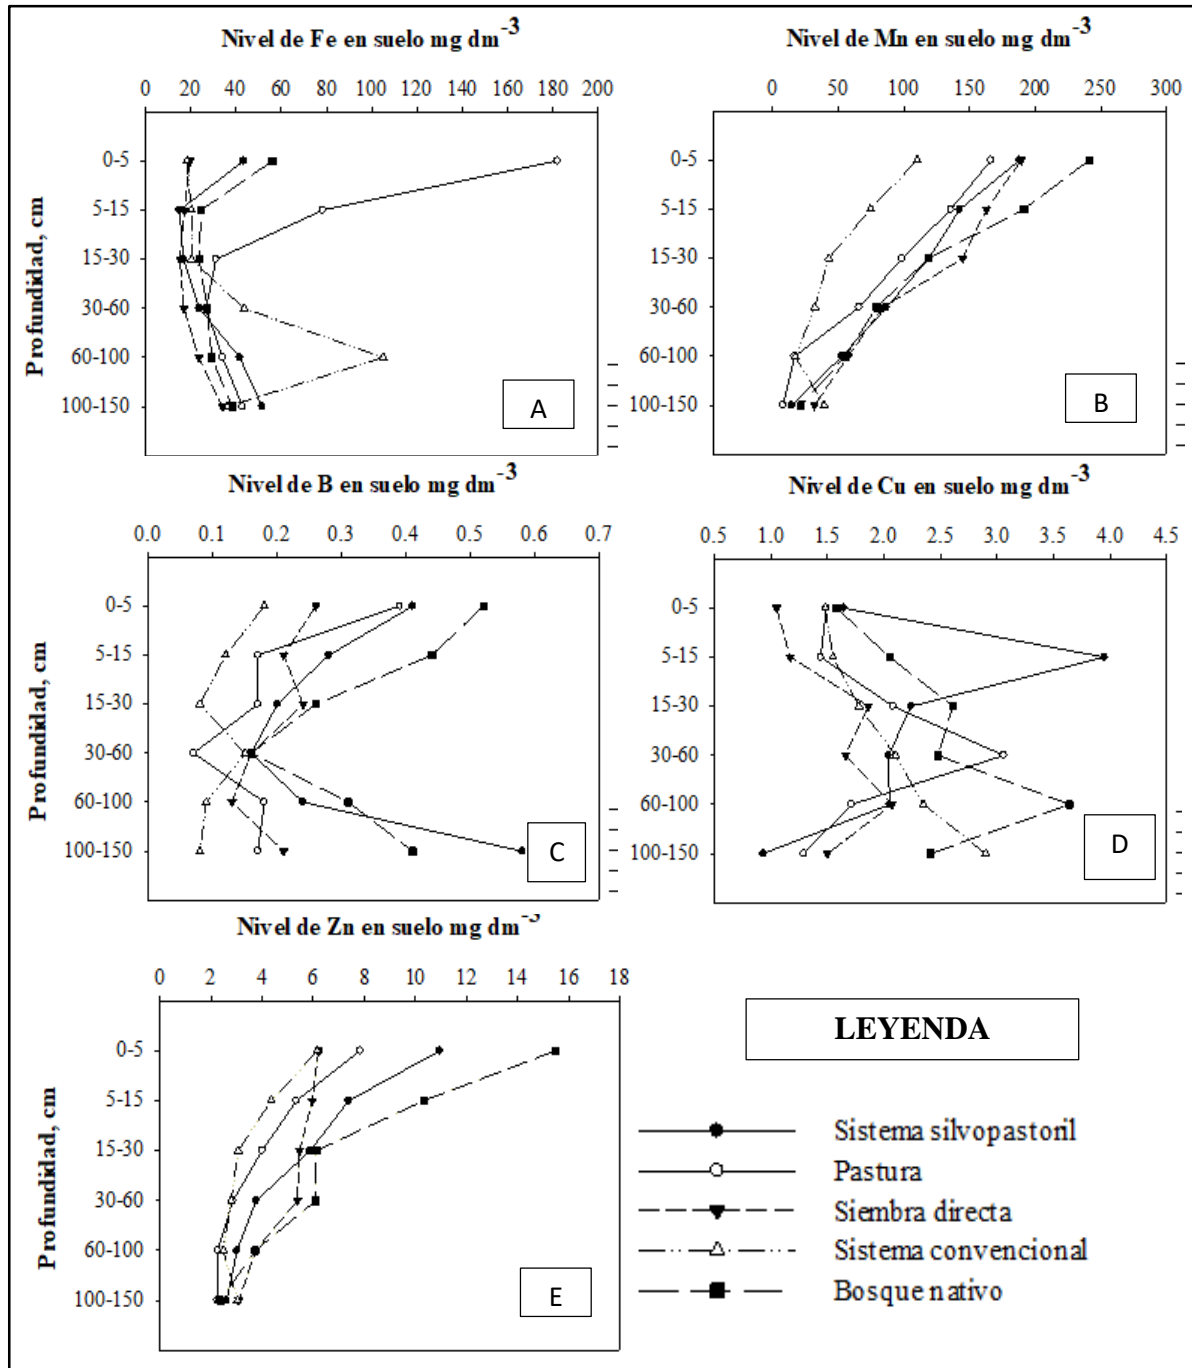 Nivel de Fe en suelo mg dm-3
0 20 40 60 80 100 120 140 160 180 200
Profundidad, cm
0-5
5-15
15-30
30-60
60-100
100-150
A
Nivel de Mn en suelo mg dm-3
0 50 100 150 200 250 300
0-5
5-15
15-30
30-60
60-100
100-150
B
Nivel de B en suelo mg dm-3
0.0 0.1 0.2 0.3 0.4 0.5 0.6 0.7
Profundidad, cm
0-5
5-15
15-30
30-60
60-100
100-150
C
Nivel de Cu en suelo mg dm-3
0.5 1.0 1.5 2.0 2.5 3.0 3.5 4.0 4.5
0-5
5-15
15-30
30-60
60-100
100-150
D
Nivel de Zn en suelo mg dm-3
0 2 4 6 8 10 12 14 16 18
Profundidad, cm
0-5
5-15
15-30
30-60
60-100
100-150
E
LEYENDA
Sistema silvopastoril
Pastura
Siembra directa
Sistema convencional
Bosque nativo